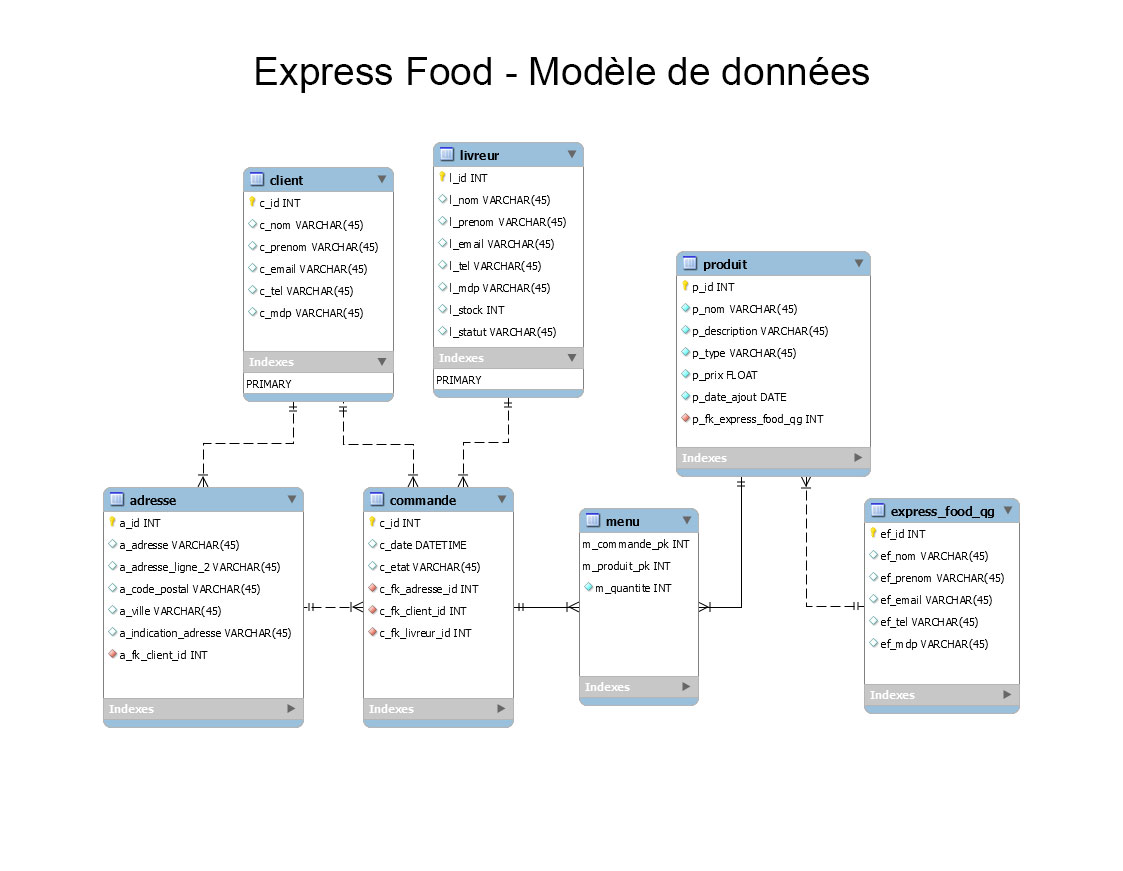 Express Food - Modèle de données
client
c_id INT
c_nom VARCHAR(45)
c_prenom VARCHAR(45)
c_email VARCHAR(45)
c_tel VARCHAR(45)
c_mdp VARCHAR(45)
Indexes
PRIMARY
livreur
l_id INT
l_nom VARCHAR(45)
l_prenom VARCHAR(45)
l_email VARCHAR(45)
l_tel VARCHAR(45)
l_mdp VARCHAR(45)
l_stock INT
l_statut VARCHAR(45)
Indexes
PRIMARY
produit
p_id INT
p_nom VARCHAR(45)
p_description VARCHAR(45)
p_type VARCHAR(45)
p_prix FLOAT
p_date_ajout DATE
p_fk_express_food_qg INT
Indexes
adresse
a_id INT
a_adresse VARCHAR(45)
a_adresse_ligne_2 VARCHAR(45)
a_code_postal VARCHAR(45)
a_ville VARCHAR(45)
a_indication_adresse VARCHAR(45)
a_fk_client_id INT
Indexes
commande
c_id INT
c_date DATETIME
c_etat VARCHAR(45)
c_fk_adresse_id INT
c_fk_client_id INT
c_fk_livreur_id INT
Indexes
menu
m_commande_pk INT
m_produit_pk INT
m_quantite INT
Indexes
express_food_qg
ef_id INT
ef_nom VARCHAR(45)
ef_prenom VARCHAR(45)
ef_email VARCHAR(45)
ef_tel VARCHAR(45)
ef_mdp VARCHAR(45)
Indexes